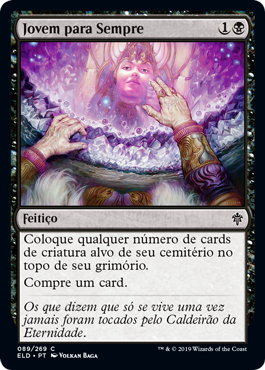 Jovem para Sempre 1
Feitiço
Coloque qualquer número de cards
de criatura alvo de seu cemitério no
topo de seu grimório.
Compre um card.
Os que dizem que só se vive uma vez
jamais foram tocados pelo Caldeirão da
Eternidade.
089/269 C
ELD • PT VOLKAN BAGA
™ & © 2019 Wizards of the Coast